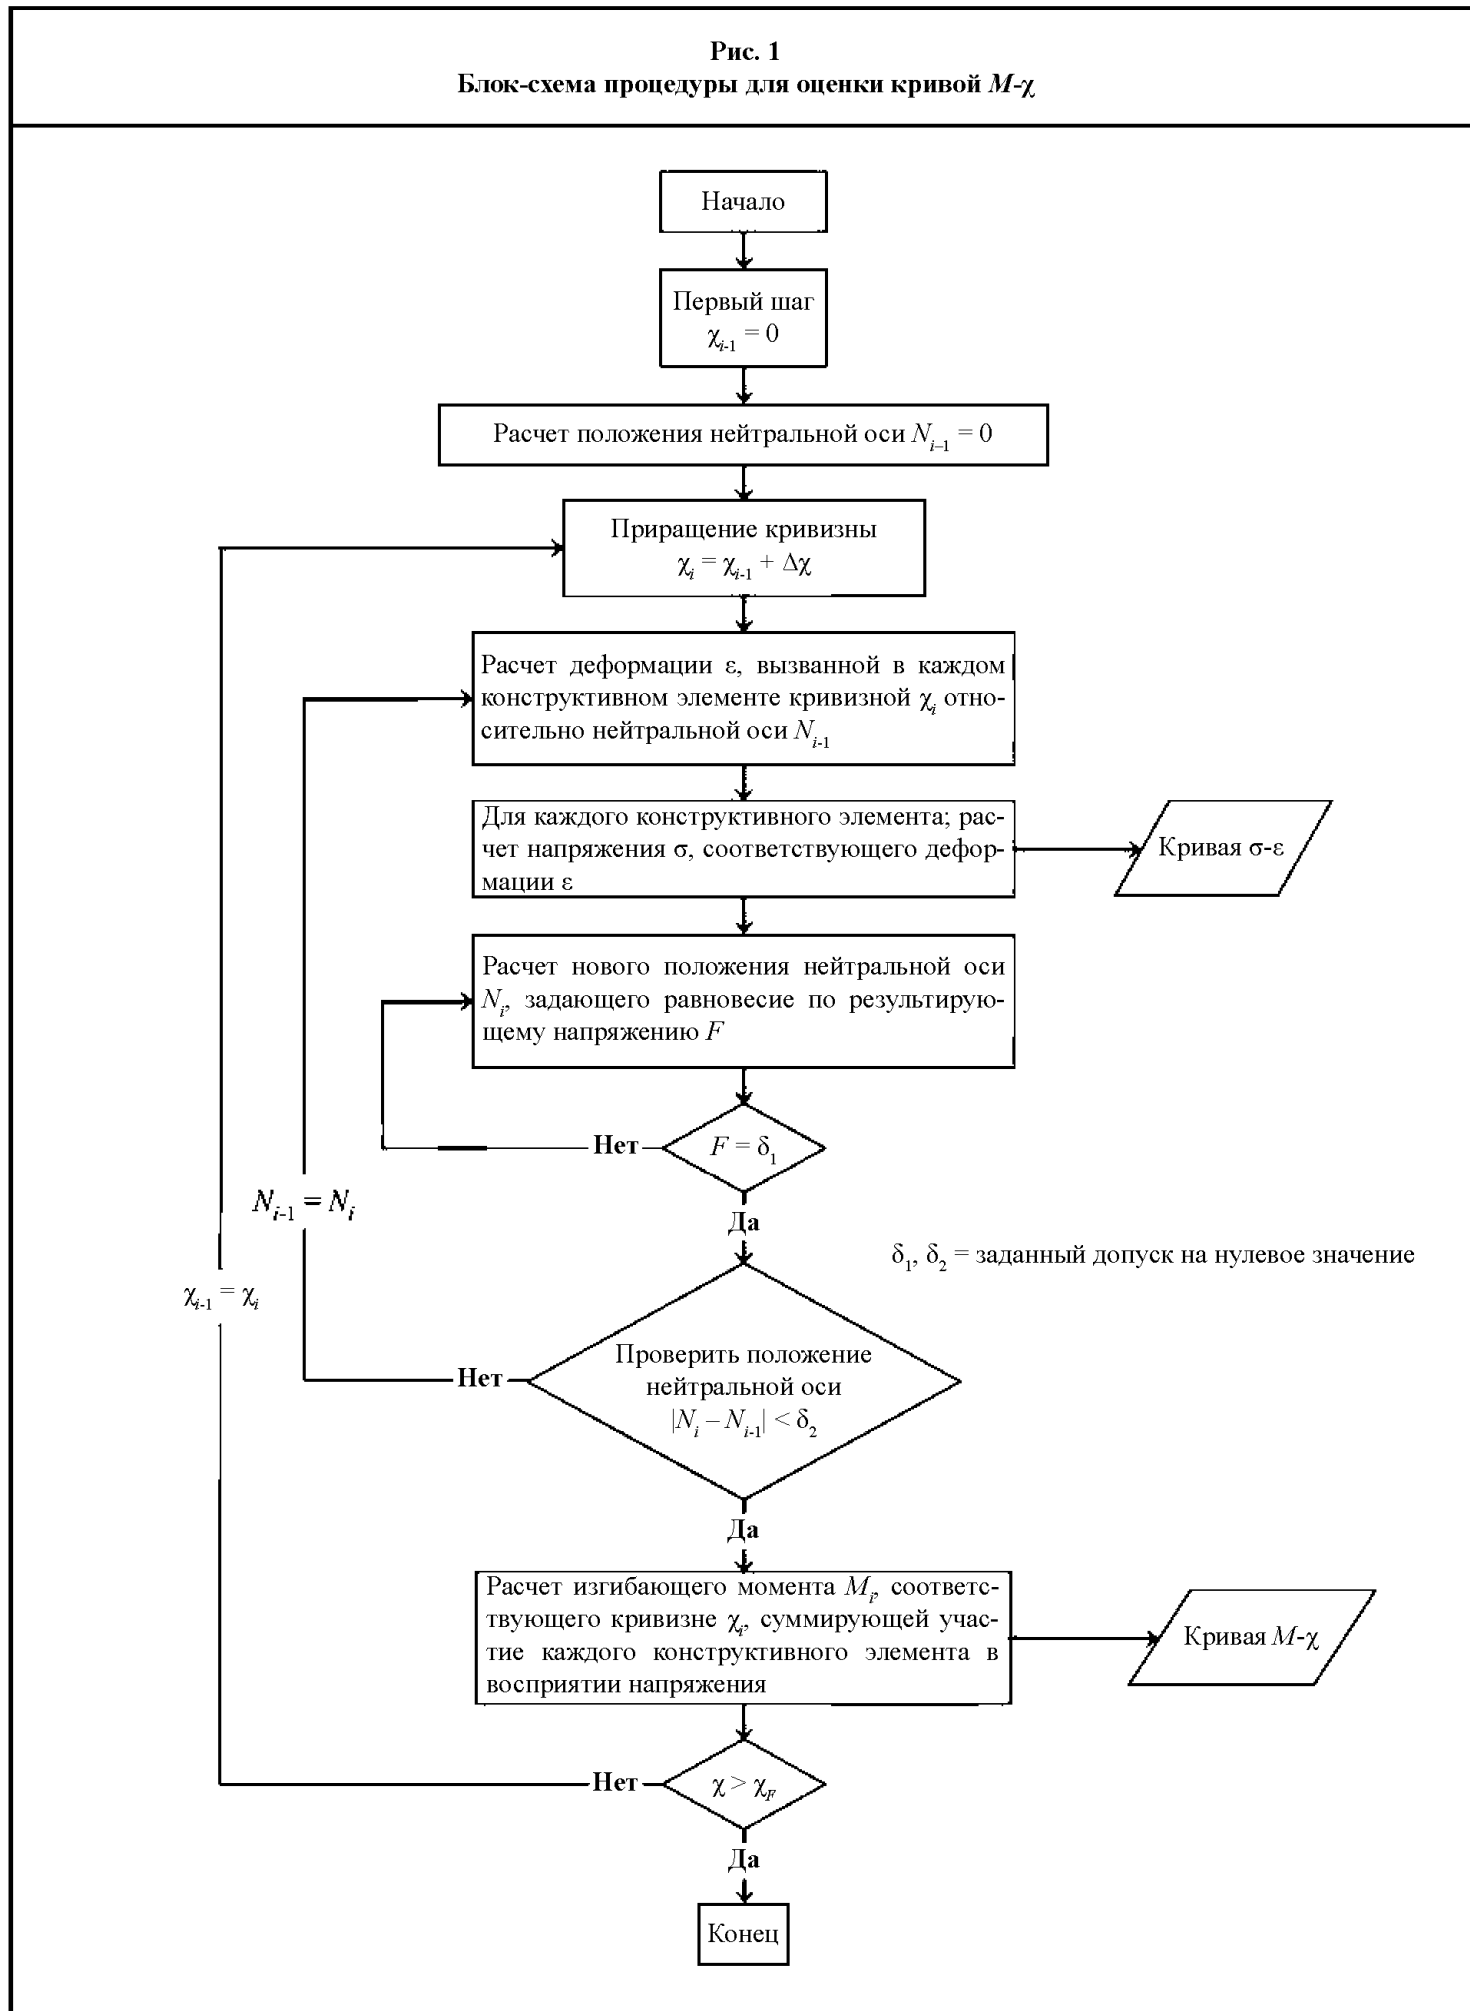 Рис. 1
Блок-схема процедуры для оценки кривой M-χ
Начало
Первый шаг
χi-1 = 0
Расчет положения нейтральной оси Ni–1 = 0
Приращение кривизны
χi = χi-1 + Δχ
Расчет деформации ε, вызванной в каждом
конструктивном элементе кривизной χi отно-
сительно нейтральной оси Ni-1
Для каждого конструктивного элемента; рас-
чет напряжения σ, соответствующего дефор-
мации ε
Кривая σ-ε
Расчет нового положения нейтральной оси
Ni, задающего равновесие по результирую-
щему напряжению F
F = δ1
Нет
Да
Ni-1 = Ni
δ1, δ2 = заданный допуск на нулевое значение
χi-1 = χi
Проверить положение
нейтральной оси
|Ni – Ni-1| < δ2
Нет
Да
Расчет изгибающего момента Mi, соответс-
твующего кривизне χi, суммирующей учас-
тие каждого конструктивного элемента в
восприятии напряжения
Кривая M-χ
χ > χF
Нет
Да
Конец